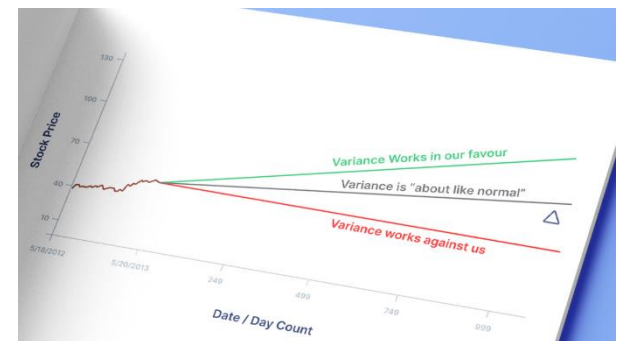 130
100
70
40
10
Stock Price
Variance Works in our favour
Variance is "about like normal"
Variance works against us
5/18/2012
5/20/2013
249
499
749
999
Date / Day Count